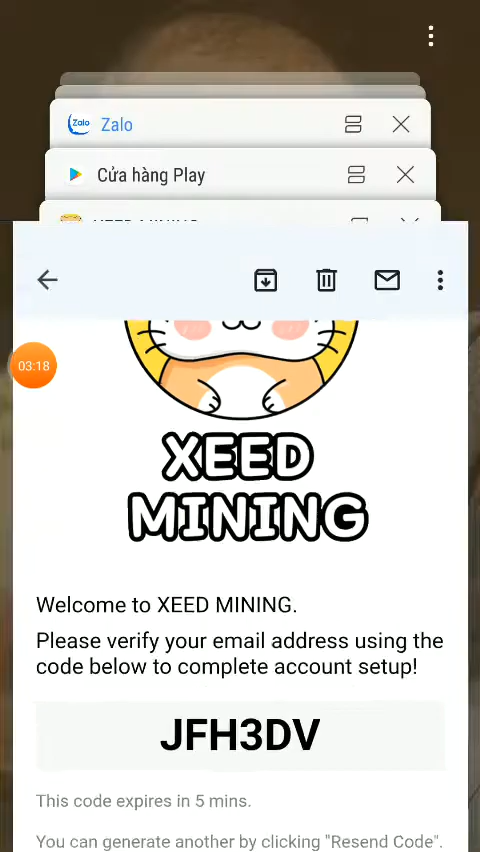 Zalo
Zalo
Cửa hàng Play
XEED MINING
03:18
XEED
MINING
Welcome to XEED MINING.
Please verify your email address using the
code below to complete account setup!
JFH3DV
This code expires in 5 mins.
You can generate another by clicking "Resend Code".